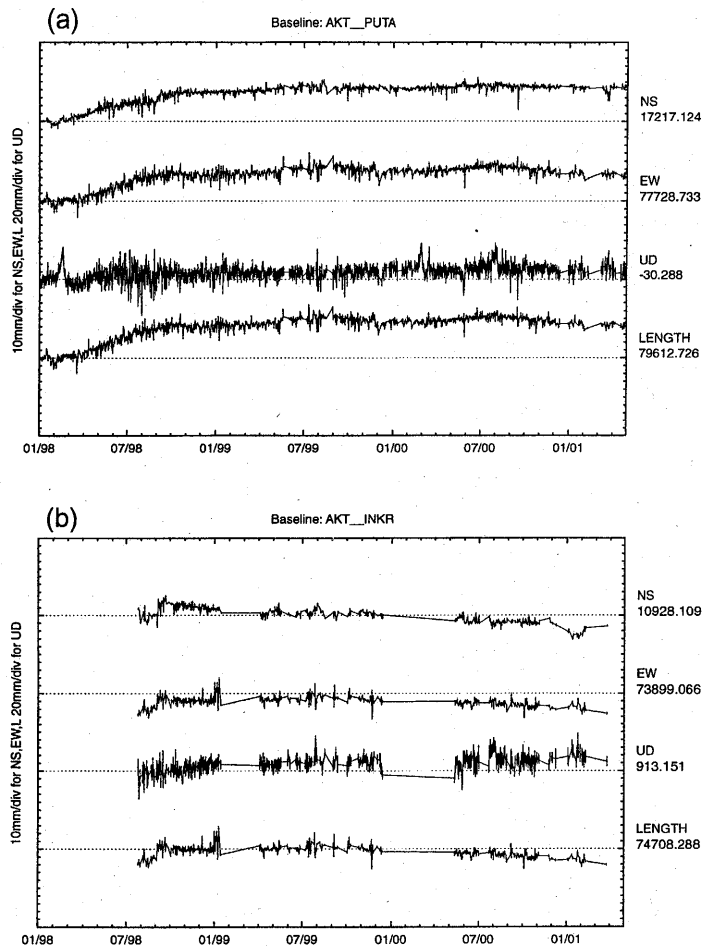 (a)
Baseline: AKT__PUTA
10mm/div for NS,EW,L 20mm/div for UD
NS
17217.124
EW
77728.733
UD
-30.288
LENGTH
79612.726
01/98 07/98 01/99 07/99 01/00 07/00 01/01
(b)
Baseline: AKT__INKR
10mm/div for NS,EW,L 20mm/div for UD
NS
10928.109
EW
73899.066
UD
913.151
LENGTH
74708.288
01/98 07/98 01/99 07/99 01/00 07/00 01/01